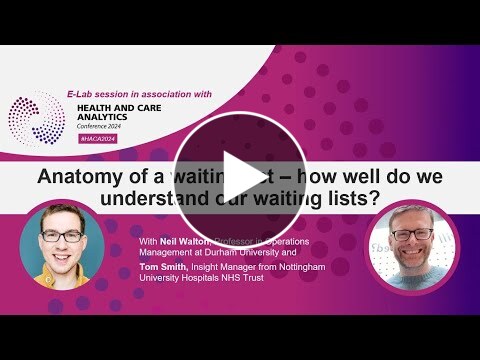 E-Lab session in association with
HEALTH AND CARE
ANALYTICS
Conference 2024
#HACA2024
Anatomy of a waiting list – how well do we
understand our waiting lists?
With Neil Walton, Professor in Operations
Management at Durham University and
Tom Smith, Insight Manager from Nottingham
University Hospitals NHS Trust